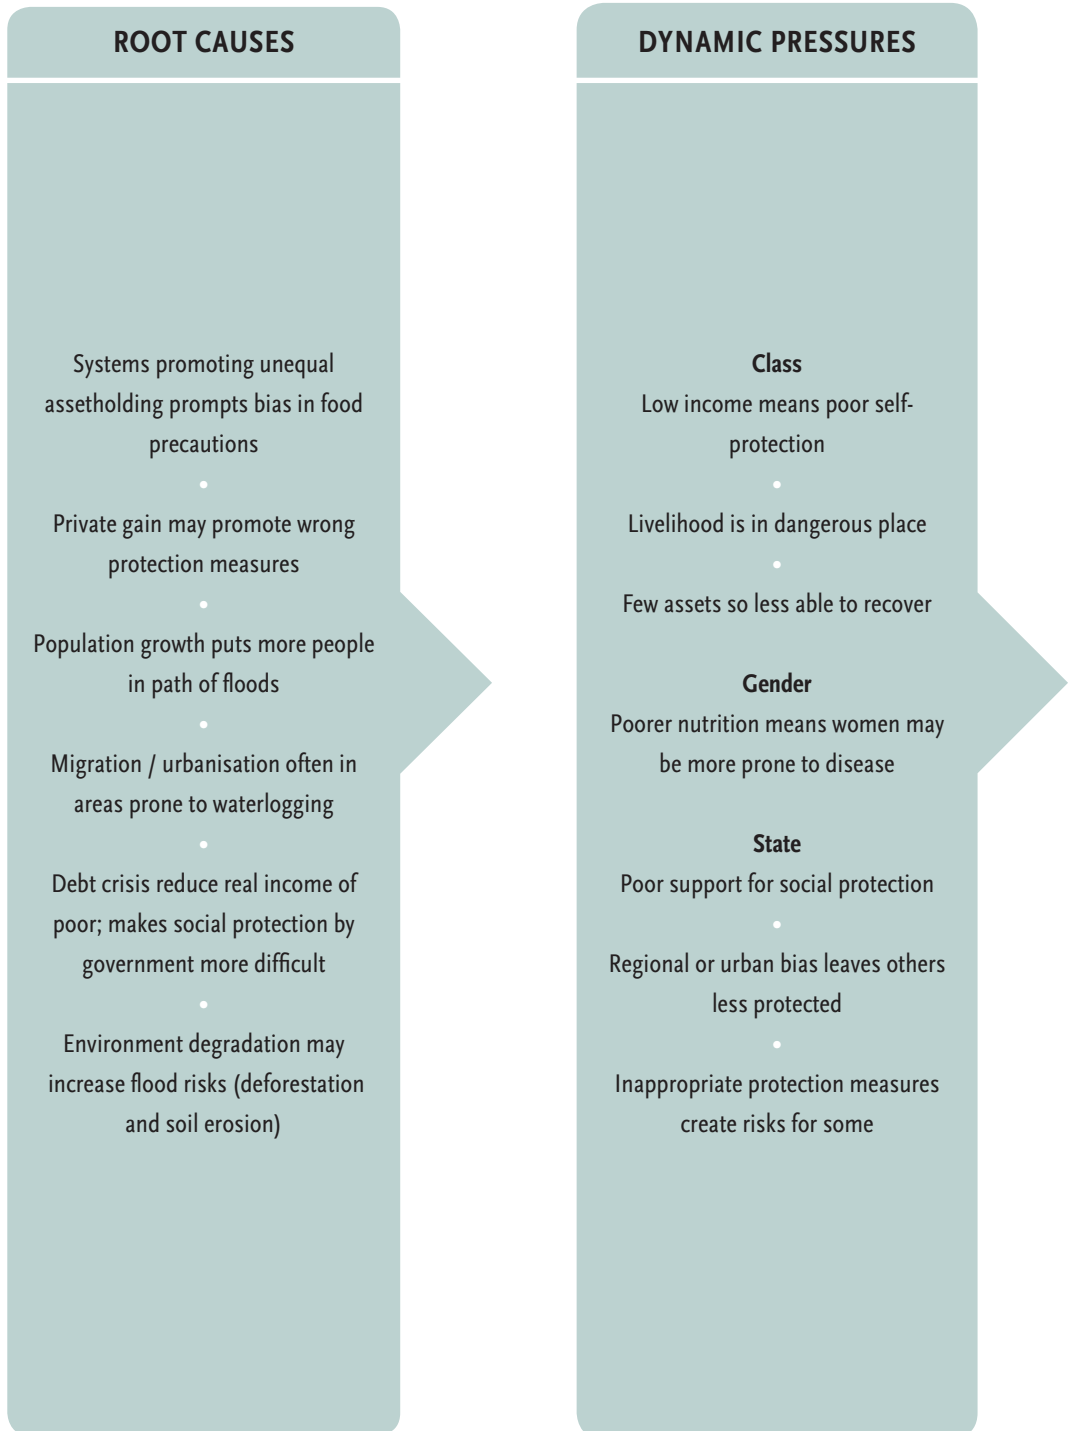 ROOT CAUSES
Systems promoting unequal
assetholding prompts bias in food
precautions
•
Private gain may promote wrong
protection measures
•
Population growth puts more people
in path of floods
•
Migration / urbanisation often in
areas prone to waterlogging
•
Debt crisis reduce real income of
poor; makes social protection by
government more difficult
•
Environment degradation may
increase flood risks (deforestation
and soil erosion)
DYNAMIC PRESSURES
Class
Low income means poor self-
protection
•
Livelihood is in dangerous place
•
Few assets so less able to recover
Gender
Poorer nutrition means women may
be more prone to disease
State
Poor support for social protection
•
Regional or urban bias leaves others
less protected
•
Inappropriate protection measures
create risks for some